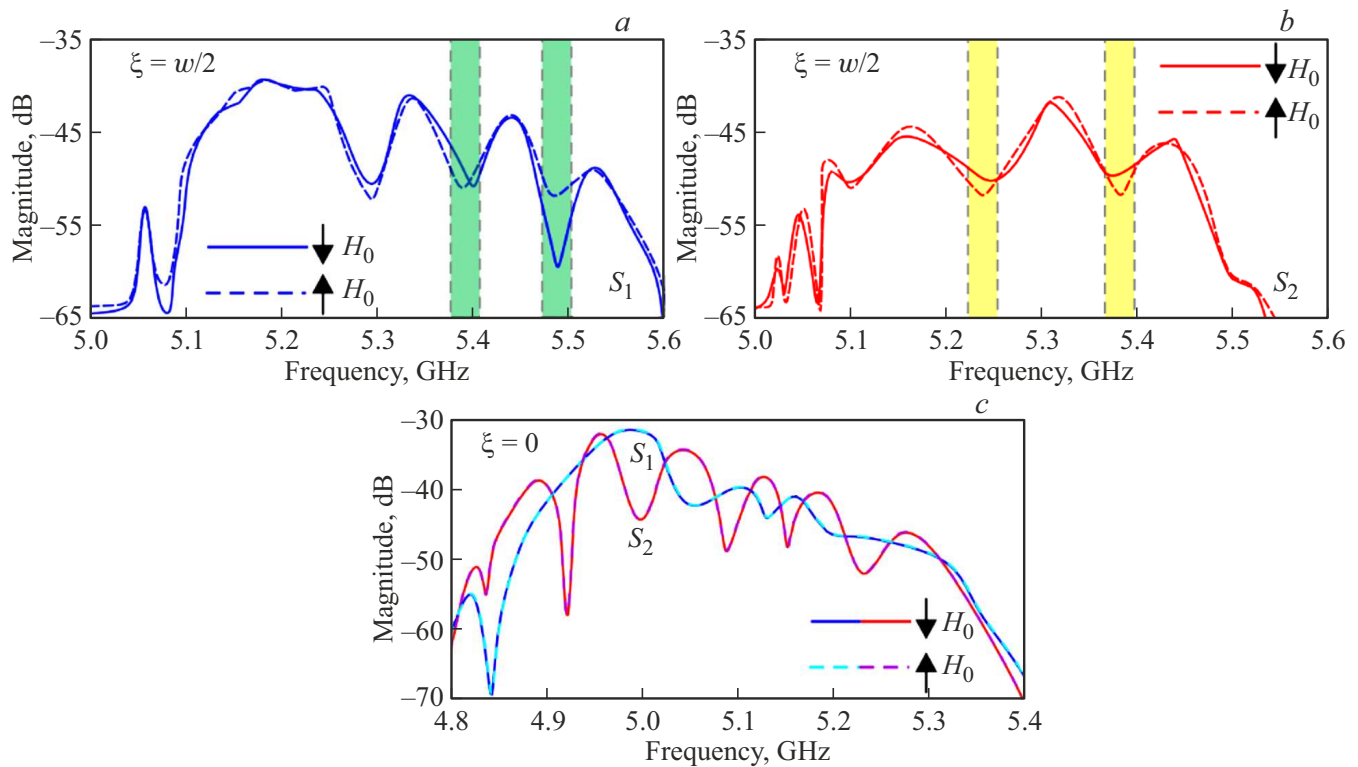 a
ξ = w/2
Magnitude, dB
–35
–45
–55
–65
H0
H0
S1
5.0 5.1 5.2 5.3 5.4 5.5 5.6
Frequency, GHz
b
ξ = w/2
Magnitude, dB
–35
–45
–55
–65
H0
H0
S2
5.0 5.1 5.2 5.3 5.4 5.5 5.6
Frequency, GHz
c
ξ = 0
Magnitude, dB
–30
–40
–50
–60
–70
S1
S2
H0
H0
4.8 4.9 5.0 5.1 5.2 5.3 5.4
Frequency, GHz